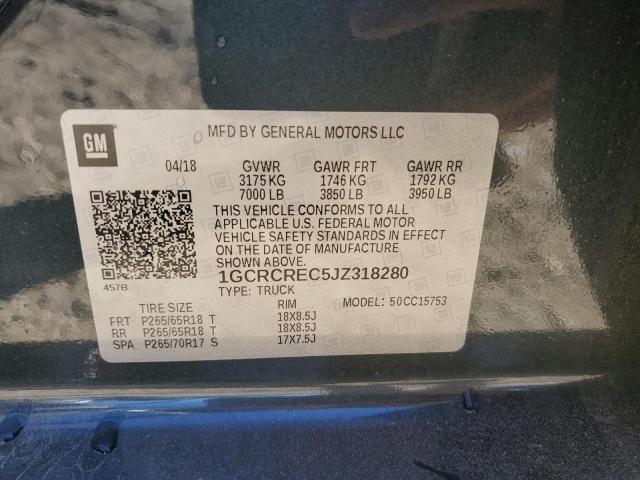 GM
MFD BY GENERAL MOTORS LLC
04/18 GVWR GAWR FRT GAWR RR
3175 KG 1746 KG 1792 KG
7000 LB 3850 LB 3950 LB
THIS VEHICLE CONFORMS TO ALL
APPLICABLE U.S. FEDERAL MOTOR
VEHICLE SAFETY STANDARDS IN EFFECT
ON THE DATE OF MANUFACTURE
SHOWN ABOVE.
457B
1GCRCREC5JZ318280
TYPE: TRUCK MODEL: 50CC15753
TIRE SIZE RIM
FRT P265/65R18 T 18X8.5J
RR P265/65R18 T 18X8.5J
SPA P265/70R17 S 17X7.5J